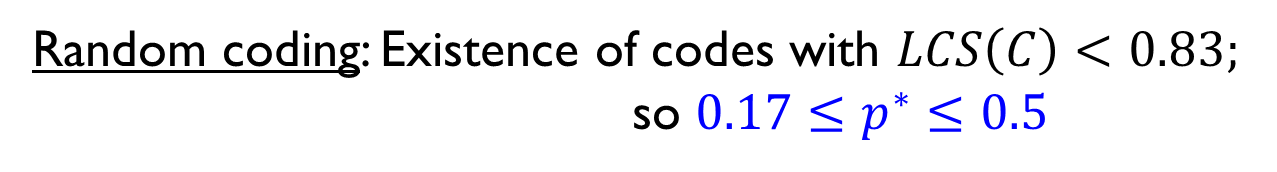 Random coding: Existence of codes with LCS(C) < 0.83;
so 0.17 ≤ p* ≤ 0.5